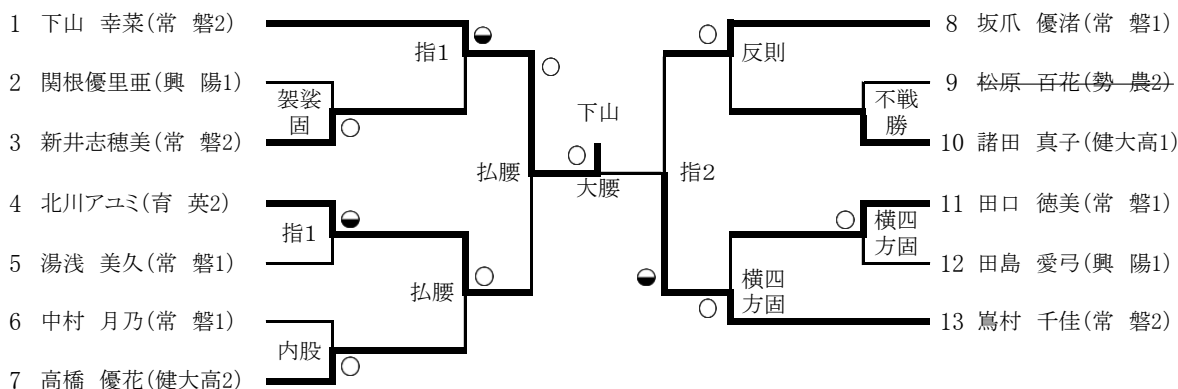 1 下山 幸菜(常 磐2)
2 関根優里亜(興 陽1)
3 新井志穂美(常 磐2)
4 北川アユミ(育 英2)
5 湯浅 美久(常 磐1)
6 中村 月乃(常 磐1)
7 高橋 優花(健大高2)
指1
袈裟
固
指1
内股
払腰
払腰
下山
大腰
指2
反則
不戦
勝
横四
方固
横四
方固
8 坂爪 優渚(常 磐1)
9 松原 百花(勢 農2)
10 諸田 真子(健大高1)
11 田口 徳美(常 磐1)
12 田島 愛弓(興 陽1)
13 嶌村 千佳(常 磐2)